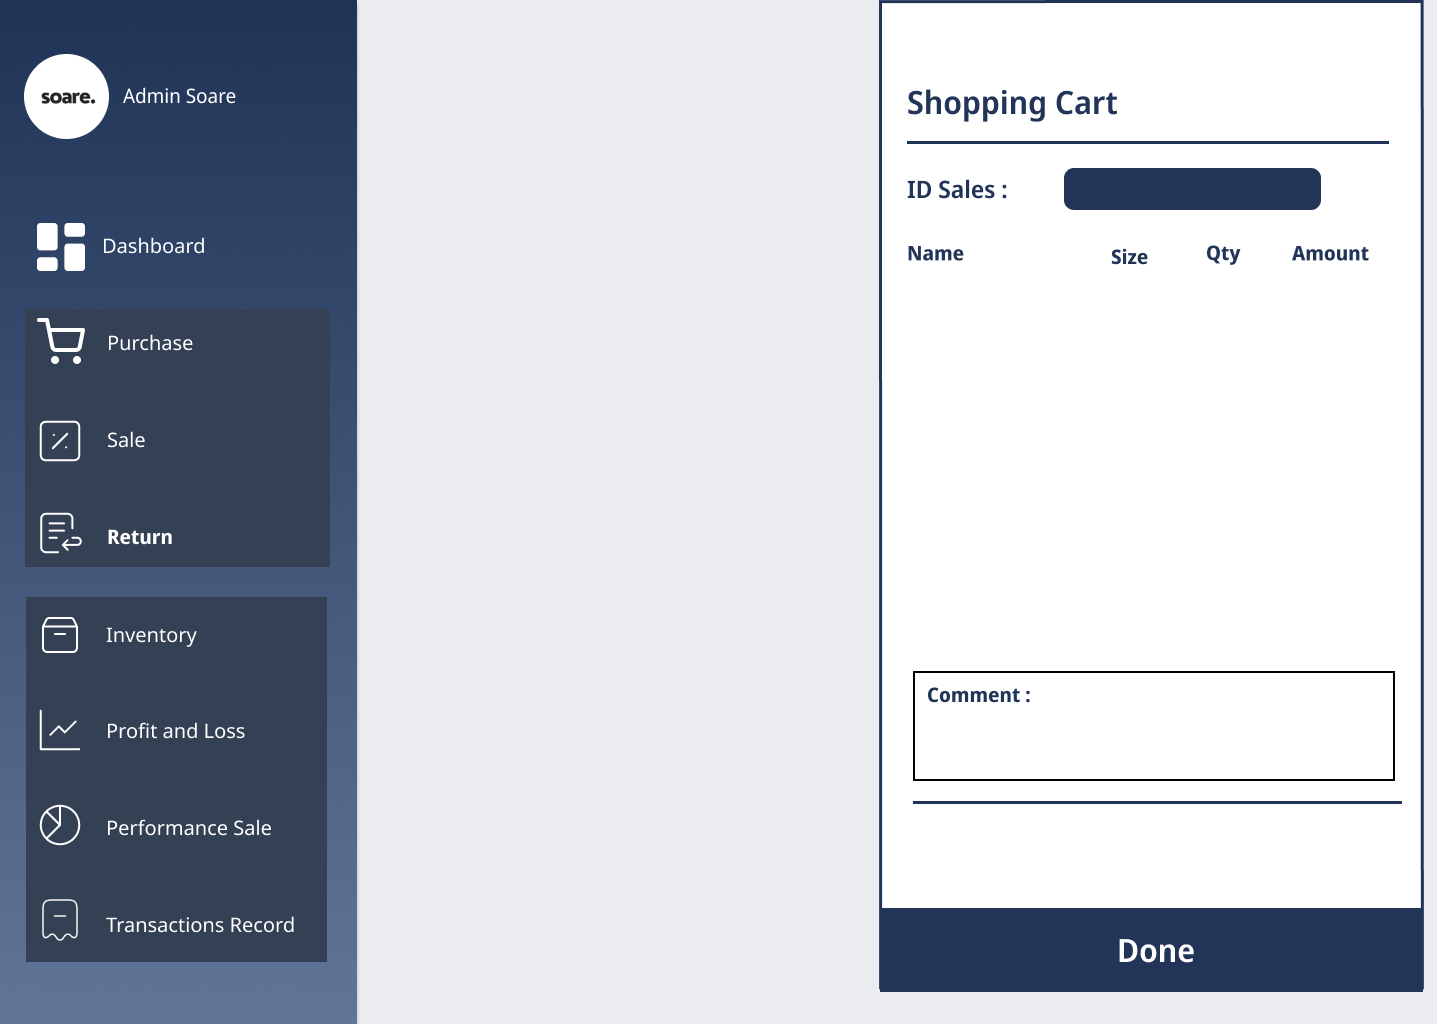 soare.
Admin Soare
Dashboard
Purchase
Sale
Return
Inventory
Profit and Loss
Performance Sale
Transactions Record
Shopping Cart
ID Sales :
Name Size Qty Amount
Comment :
Done